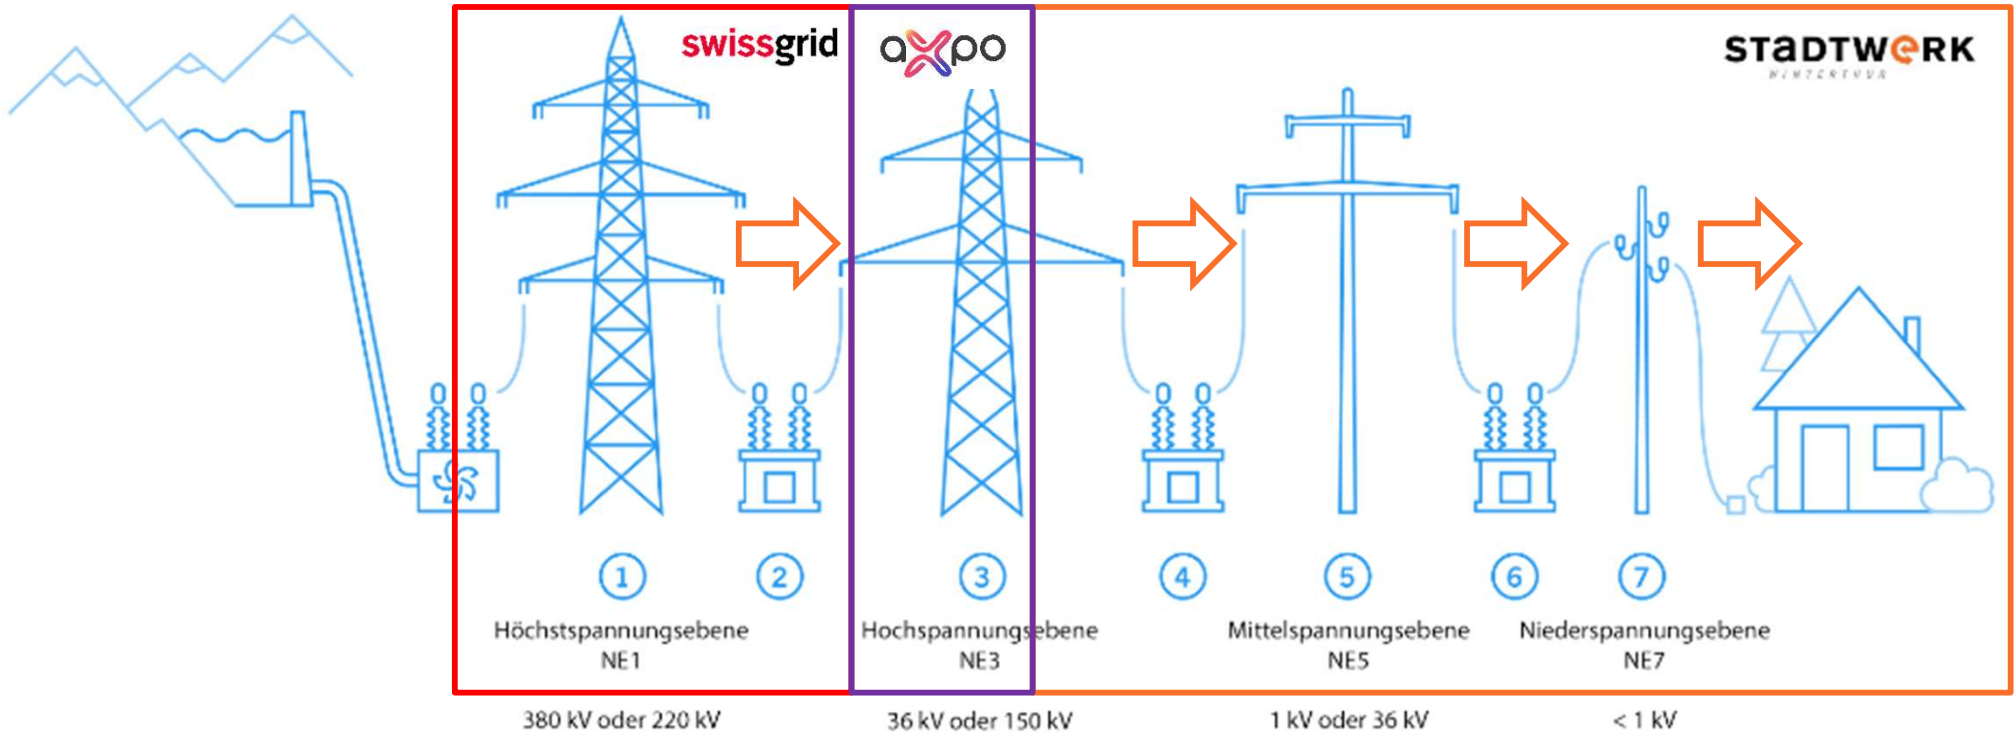 swissgrid
axpo
STADTWERK
WINTERTHUR
1
2
3
4
5
6
7
Höchstspannungsebene
NE1
Hochspannungsebene
NE3
Mittelspannungsebene
NE5
Niederspannungsebene
NE7
380 kV oder 220 kV
36 kV oder 150 kV
1 kV oder 36 kV
< 1 kV